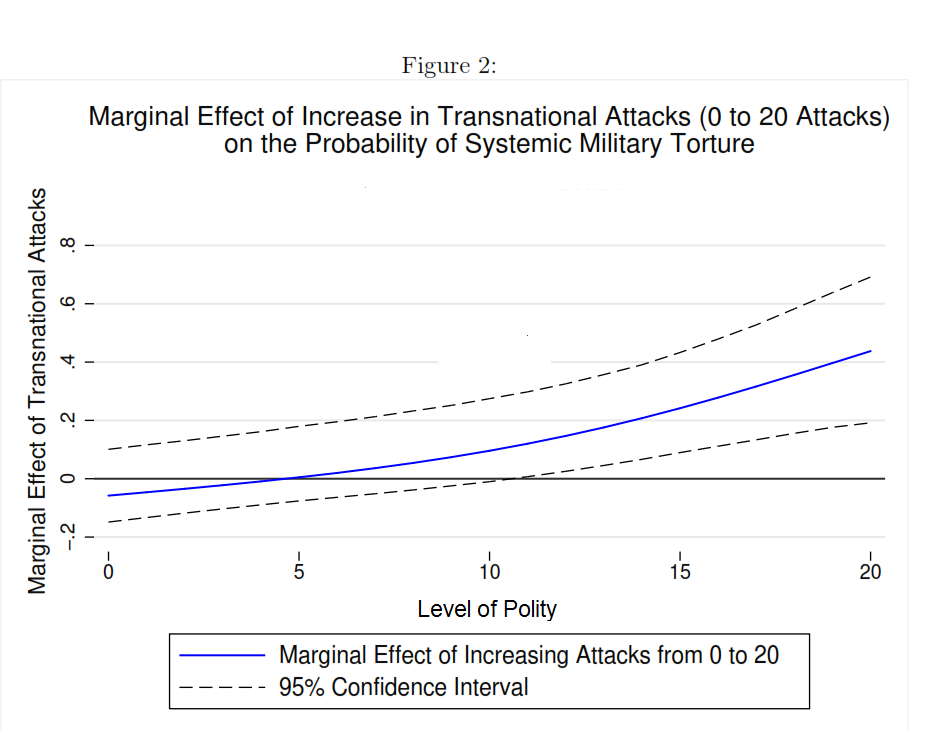 Figure 2:
Marginal Effect of Increase in Transnational Attacks (0 to 20 Attacks)
on the Probability of Systemic Military Torture
Marginal Effect of Transnational Attacks
.8
.6
.4
.2
0
-.2
0 5 10 15 20
Level of Polity
Marginal Effect of Increasing Attacks from 0 to 20
95% Confidence Interval